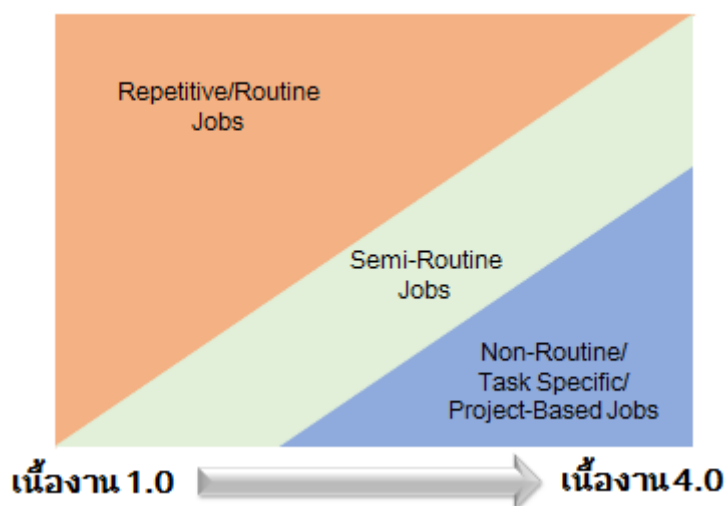 Repetitive/Routine
Jobs
Semi-Routine
Jobs
Non-Routine/
Task Specific/
Project-Based Jobs
เนื้องาน 1.0
เนื้องาน 4.0